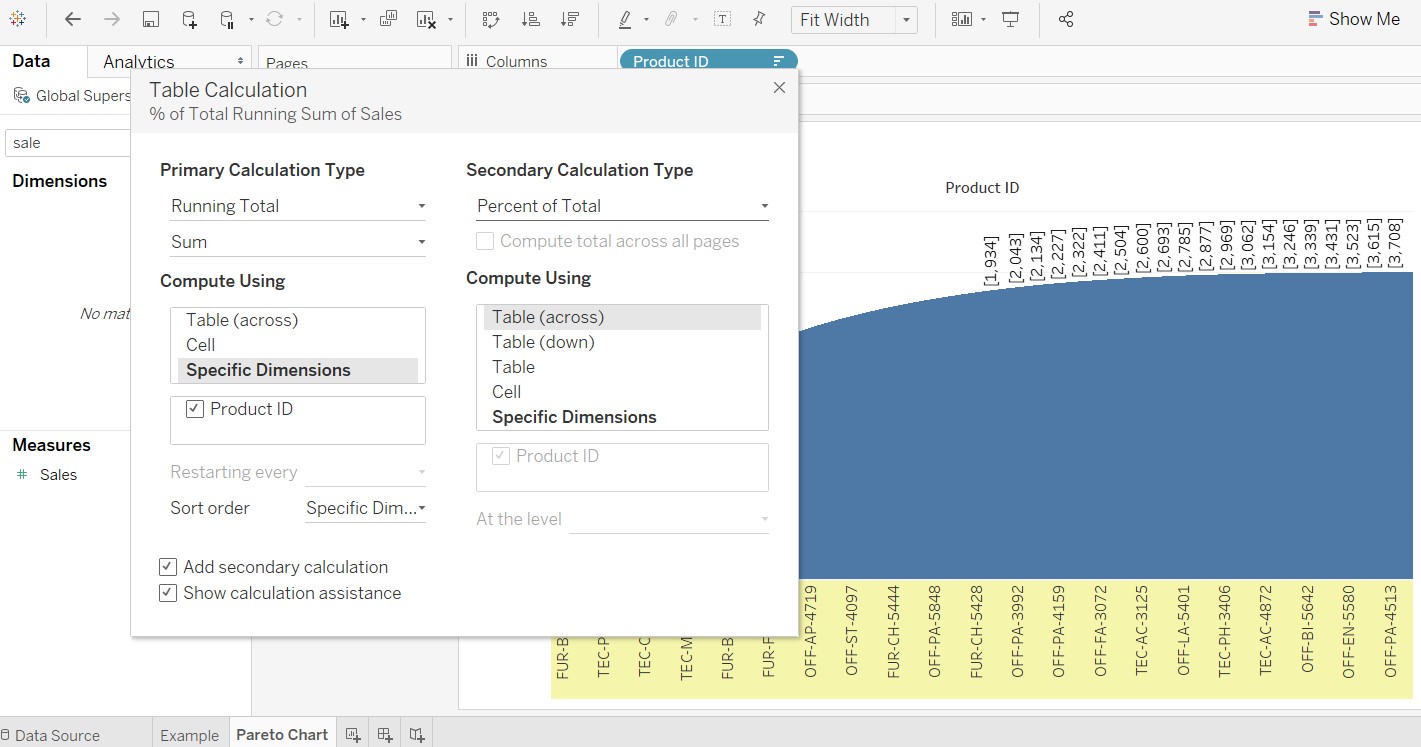 Fit Width
Show Me
Data
Analytics
Pages
Columns
Product ID
Global Supers
sale
Dimensions
No mat
Measures
# Sales
Table Calculation
% of Total Running Sum of Sales
Primary Calculation Type
Running Total
Sum
Compute Using
Table (across)
Cell
Specific Dimensions
Product ID
Restarting every
Sort order
Specific Dim...
Add secondary calculation
Show calculation assistance
Secondary Calculation Type
Percent of Total
Compute total across all pages
Compute Using
Table (across)
Table (down)
Table
Cell
Specific Dimensions
Product ID
At the level
Product ID
[1,934]
[2,043]
[2,134]
[2,227]
[2,322]
[2,411]
[2,504]
[2,600]
[2,693]
[2,785]
[2,877]
[2,969]
[3,062]
[3,154]
[3,246]
[3,339]
[3,431]
[3,523]
[3,615]
[3,708]
FUR-B
TEC-P
TEC-C
TEC-M
FUR-B
FUR-F
OFF-AP-4719
OFF-ST-4097
FUR-CH-5444
OFF-PA-5848
FUR-CH-5428
OFF-PA-3992
OFF-PA-4159
OFF-FA-3072
TEC-AC-3125
OFF-LA-5401
TEC-PH-3406
TEC-AC-4872
OFF-BI-5642
OFF-EN-5580
OFF-PA-4513
Data Source
Example
Pareto Chart